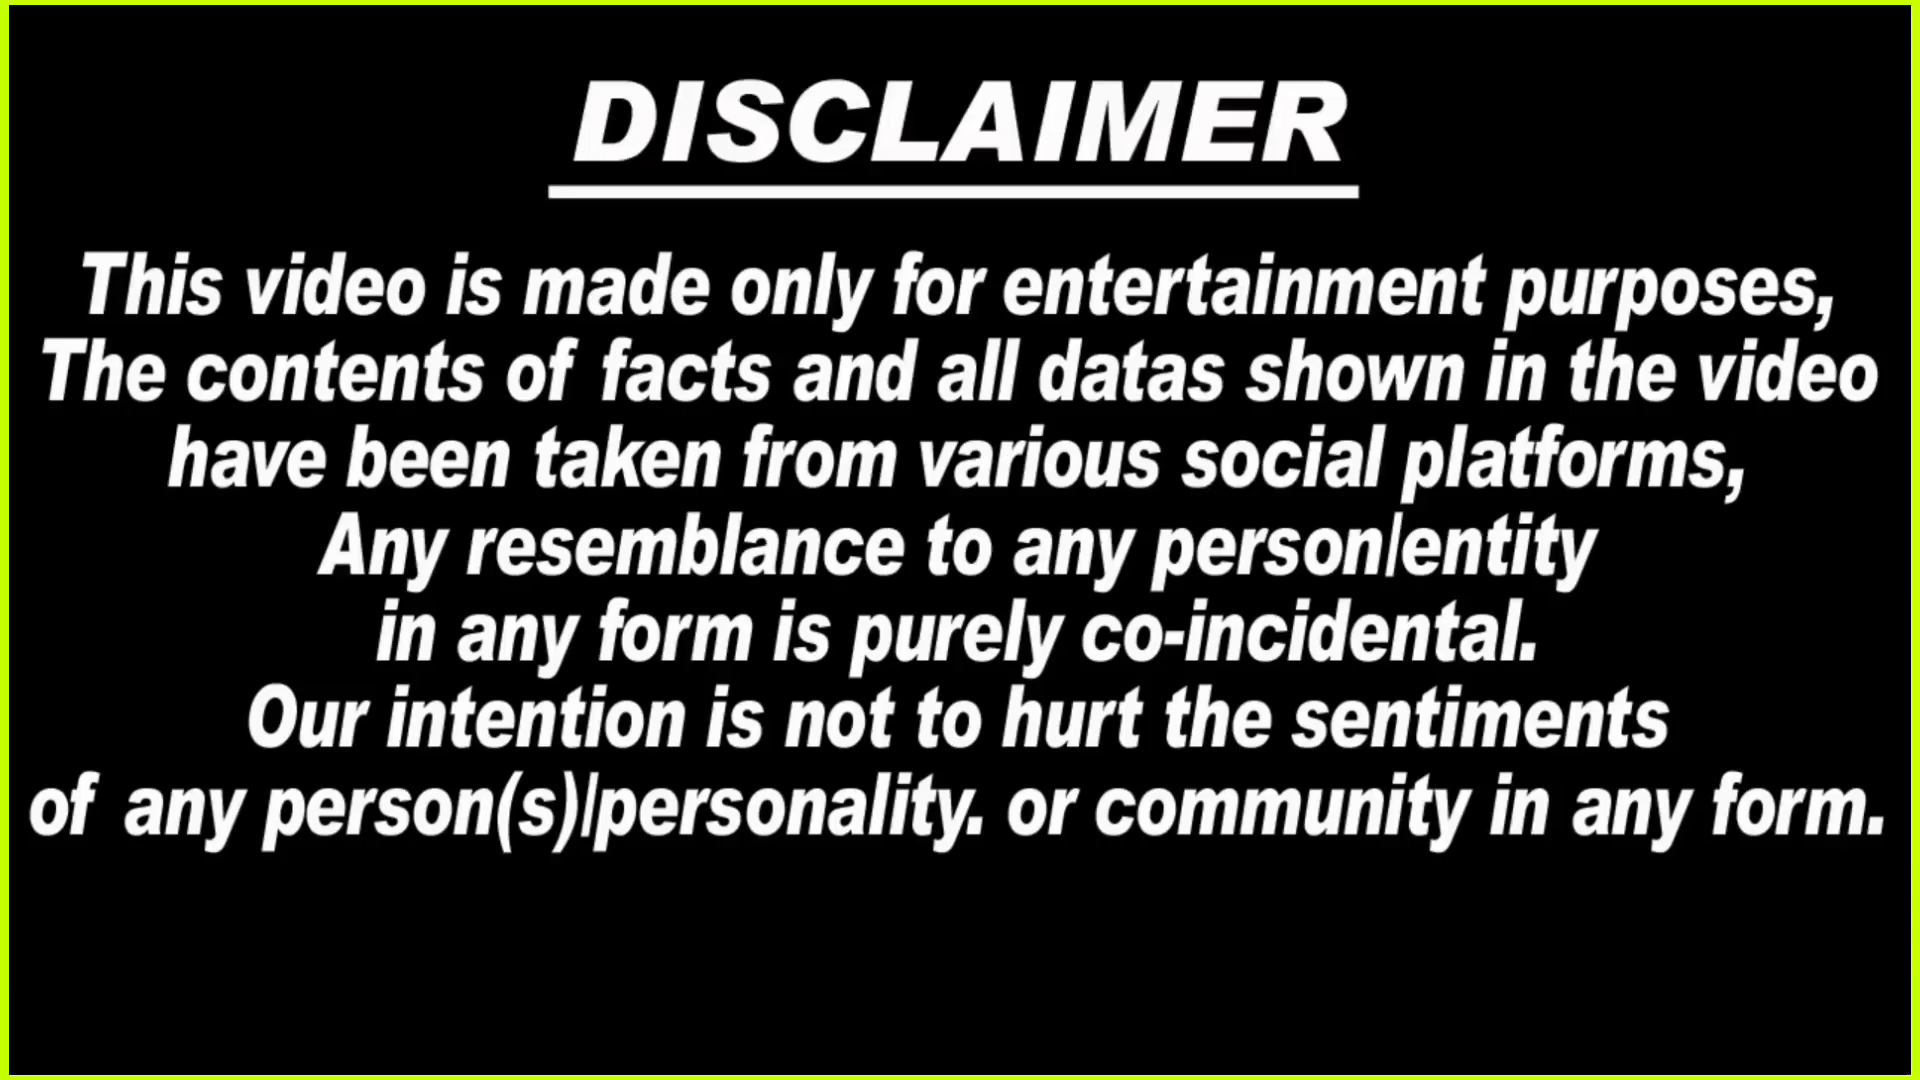 DISCLAIMER
This video is made only for entertainment purposes,
The contents of facts and all datas shown in the video
have been taken from various social platforms,
Any resemblance to any person/entity
in any form is purely co-incidental.
Our intention is not to hurt the sentiments
of any person(s)/personality. or community in any form.